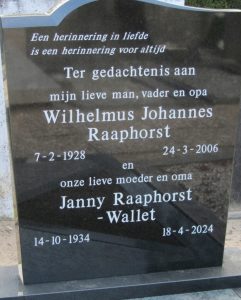 Een herinnering in liefde
is een herinnering voor altijd
Ter gedachtenis aan
mijn lieve man, vader en opa
Wilhelmus Johannes
Raaphorst
7-2-1928 24-3-2006
en
onze lieve moeder en oma
Janny Raaphorst
-Wallet
14-10-1934 18-4-2024